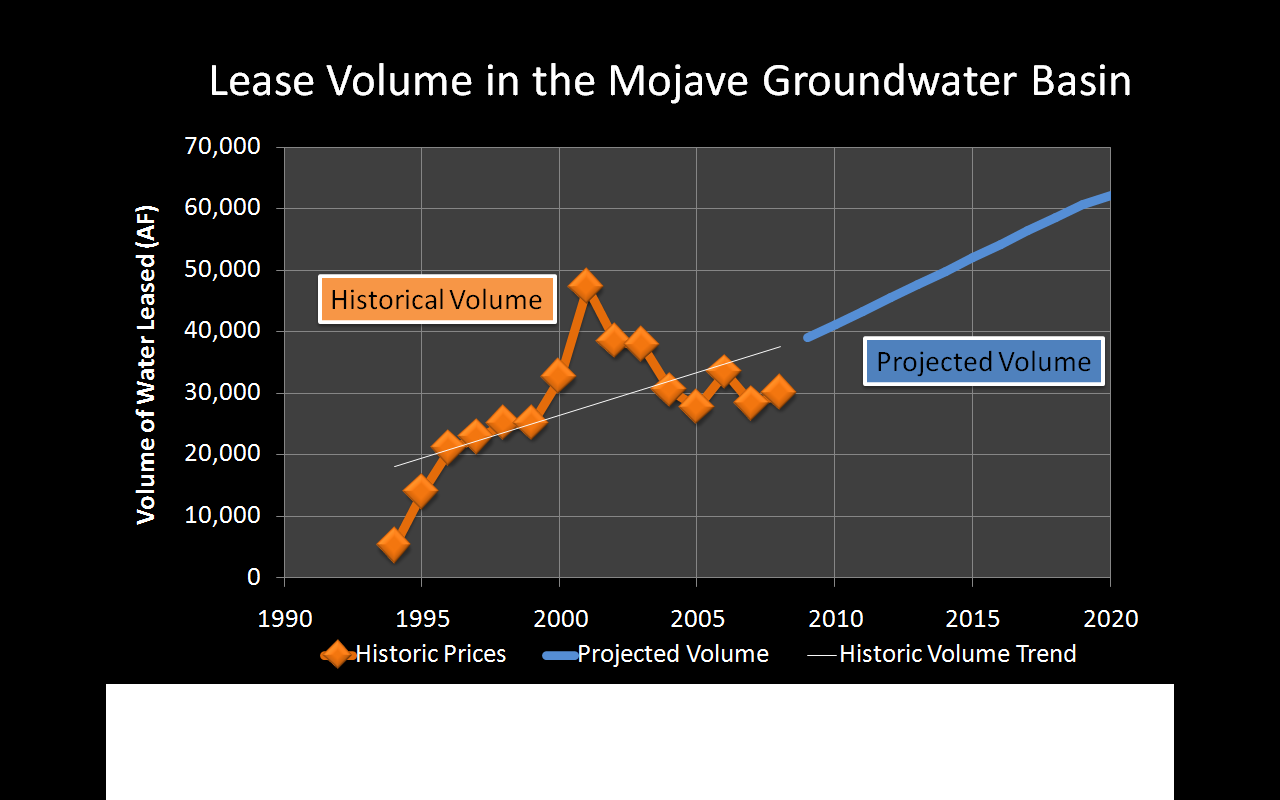 Lease Volume in the Mojave Groundwater Basin
Volume of Water Leased (AF)
70,000
60,000
50,000
40,000
30,000
20,000
10,000
0
Historical Volume
Projected Volume
1990 1995 2000 2005 2010 2015 2020
Historic Prices Projected Volume Historic Volume Trend